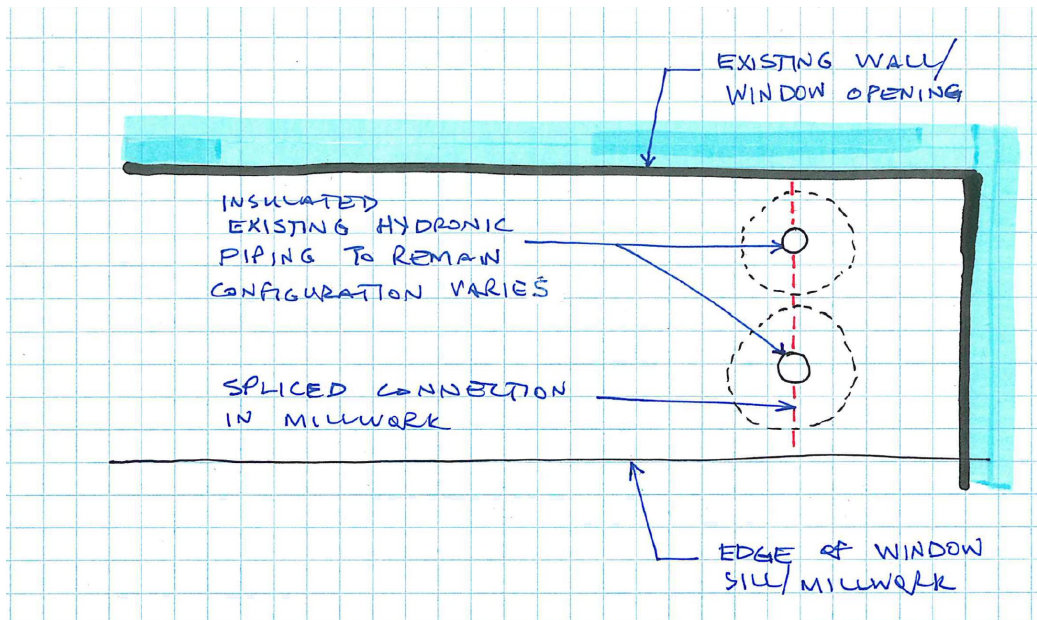 EXISTING WALL/
WINDOW OPENING
INSULATED
EXISTING HYDRONIC
PIPING TO REMAIN
CONFIGURATION VARIES
SPLICED CONNECTION
IN MILLWORK
EDGE OF WINDOW
SILL/MILLWORK